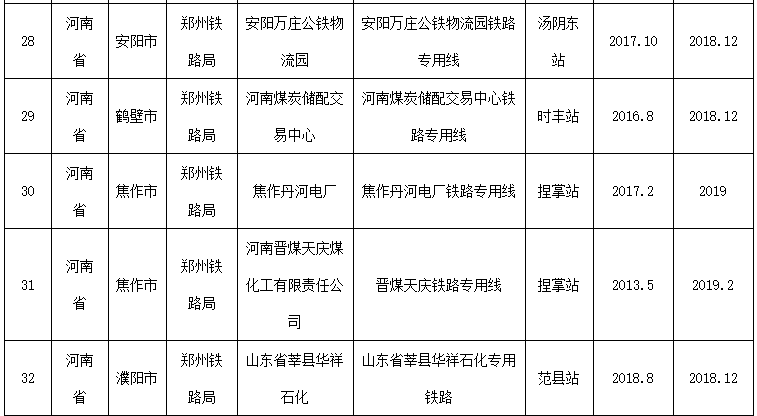 28 河南省 安阳市 郑州铁路局 安阳万庄公铁物流园 安阳万庄公铁物流园铁路专用线 汤阴东站 2017.10 2018.12
29 河南省 鹤壁市 郑州铁路局 河南煤炭储配交易中心 河南煤炭储配交易中心铁路专用线 时丰站 2016.8 2018.12
30 河南省 焦作市 郑州铁路局 焦作丹河电厂 焦作丹河电厂铁路专用线 捏掌站 2017.2 2019
31 河南省 焦作市 郑州铁路局 河南晋煤天庆煤化工有限责任公司 晋煤天庆铁路专用线 捏掌站 2013.5 2019.2
32 河南省 濮阳市 郑州铁路局 山东省莘县华祥石化 山东省莘县华祥石化专用铁路 范县站 2018.8 2018.12